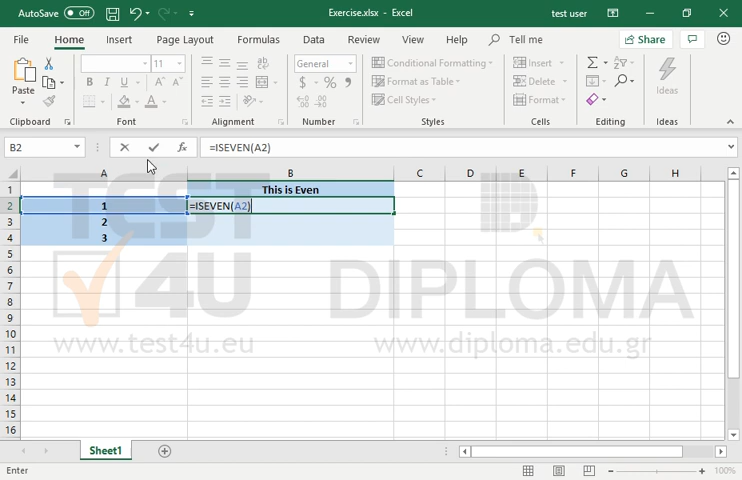 AutoSave Off Exercise.xlsx - Excel test user
File Home Insert Page Layout Formulas Data Review View Help Tell me Share
Paste
Clipboard
11
B I U
Font
Alignment
General
$ % ,
Number
Conditional Formatting
Format as Table
Cell Styles
Styles
Insert
Delete
Format
Cells
Editing
Ideas
Ideas
B2 fx =ISEVEN(A2)
A B C D E F G H
1 This is Even
2 1 =ISEVEN(A2)
3 2
4 3
5
6
7
8
9
10
11
12
13
14
15
16
TEST
4U DIPLOMA
www.test4u.eu www.diploma.edu.gr
Sheet1
Enter 100%